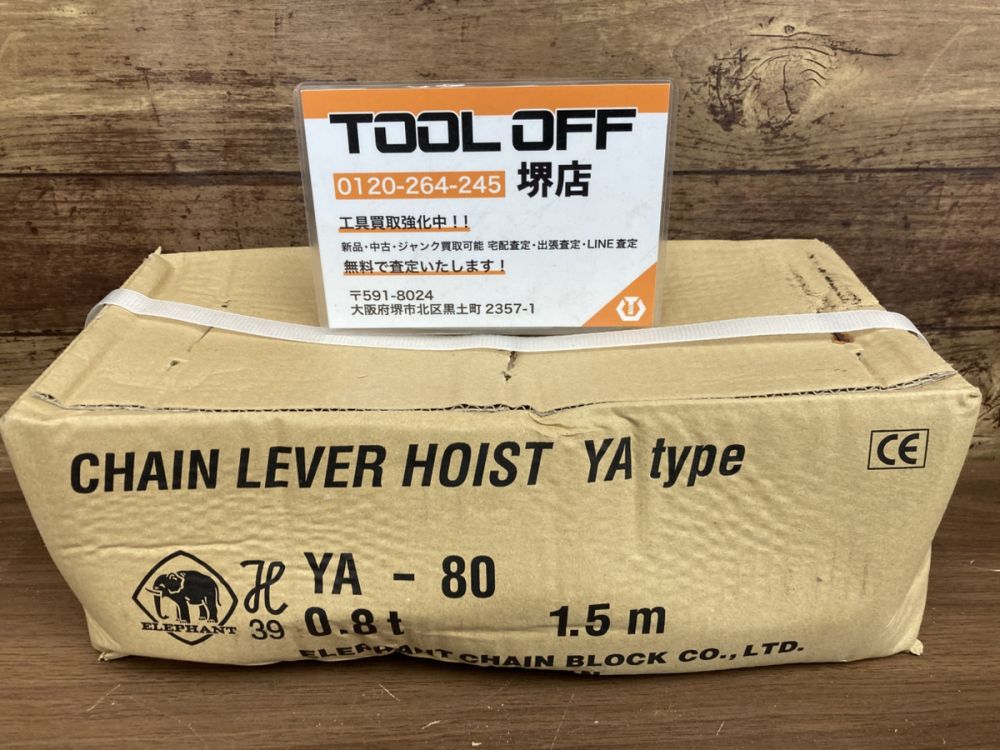 TOOL OFF
0120-264-245 堺店
工具買取強化中!!
新品・中古・ジャンク買取可能 宅配査定・出張査定・LINE査定
無料で査定いたします!
〒591-8024
大阪府堺市北区黒土町 2357-1
CHAIN LEVER HOIST YA type
CE
YA - 80
ELEPHANT
H
39
0.8 t 1.5 m
ELEPHANT CHAIN BLOCK CO., LTD.